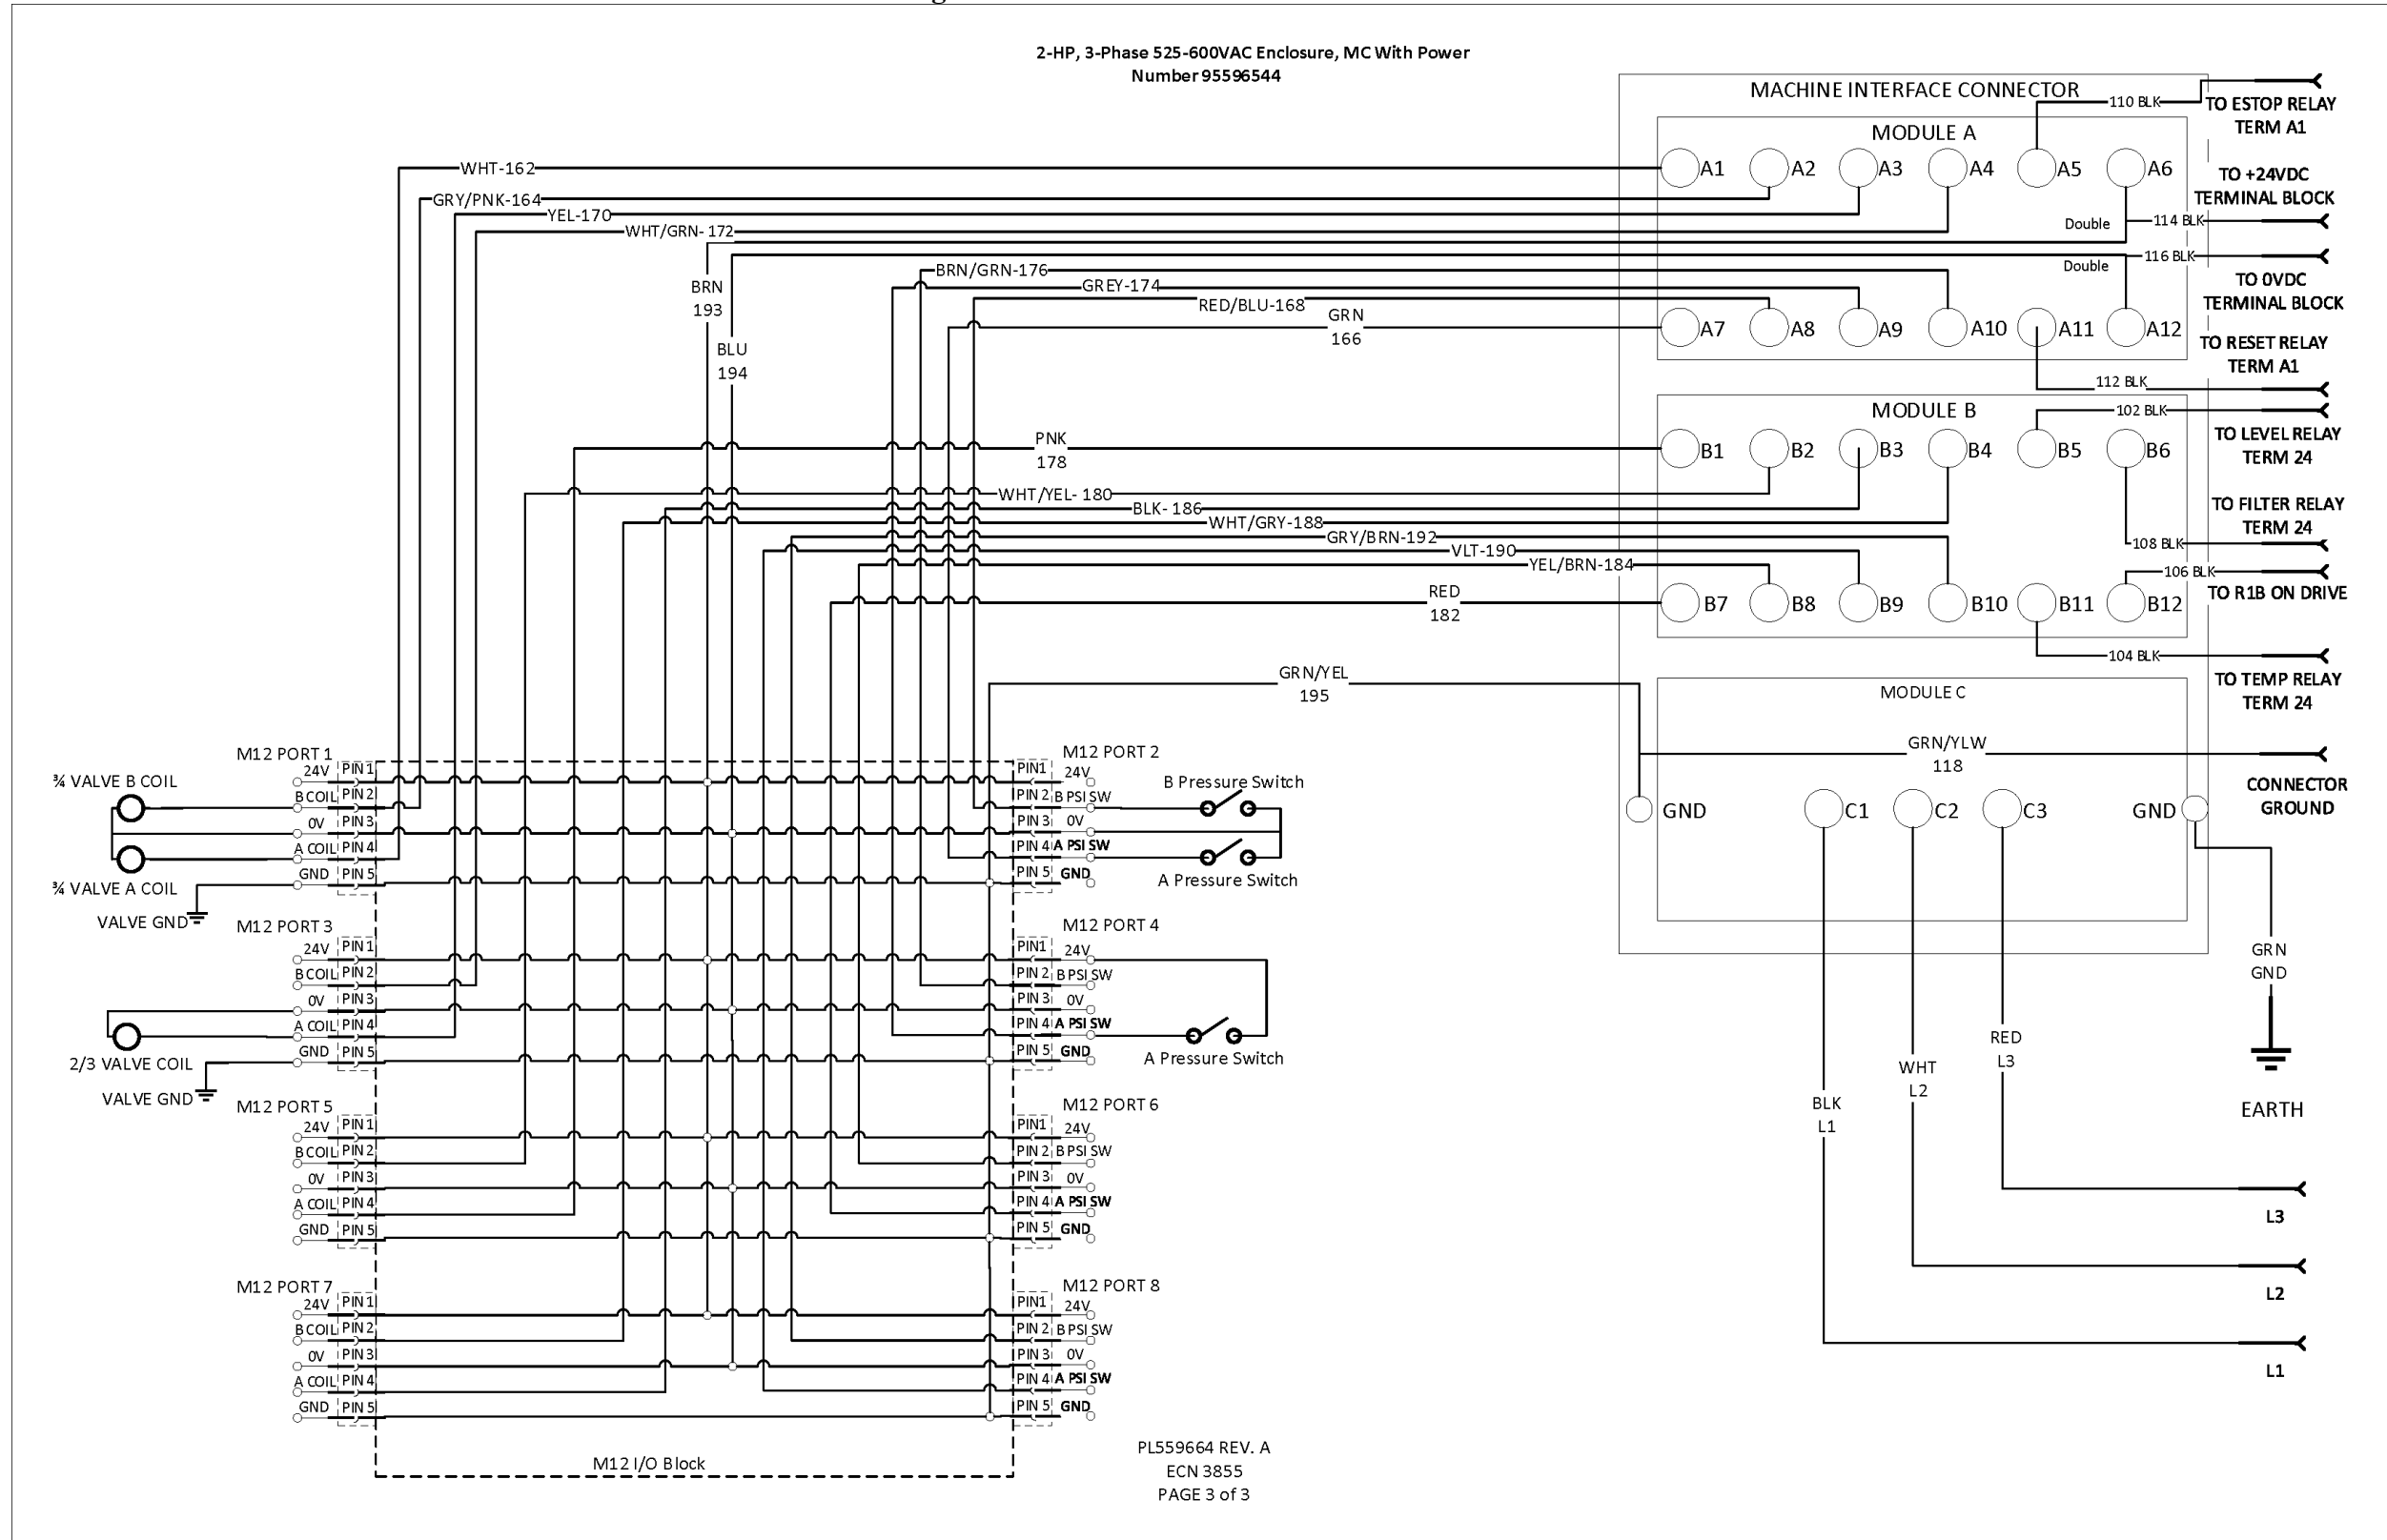 2-HP, 3-Phase 525-600VAC Enclosure, MC With Power
Number 95596544
MACHINE INTERFACE CONNECTOR
110 BLK
TO ESTOP RELAY
TERM A1
MODULE A
A1
A2
A3
A4
A5
A6
WHT-162
GRY/PNK-164
YEL-170
WHT/GRN- 172
TO +24VDC
TERMINAL BLOCK
Double
114 BLK
116 BLK
Double
BRN/GRN-176
GREY-174
RED/BLU-168
GRN
166
BRN
193
BLU
194
TO 0VDC
TERMINAL BLOCK
A7
A8
A9
A10
A11
A12
TO RESET RELAY
TERM A1
112 BLK
MODULE B
102 BLK
TO LEVEL RELAY
TERM 24
PNK
178
B1
B2
B3
B4
B5
B6
WHT/YEL- 180
BLK- 186
WHT/GRY-188
GRY/BRN-192
VLT-190
YEL/BRN-184
RED
182
TO FILTER RELAY
TERM 24
108 BLK
106 BLK
TO R1B ON DRIVE
B7
B8
B9
B10
B11
B12
104 BLK
TO TEMP RELAY
TERM 24
GRN/YEL
195
MODULE C
GRN/YLW
118
CONNECTOR
GROUND
GND
C1
C2
C3
GND
GRN
GND
EARTH
RED
L3
WHT
L2
BLK
L1
L3
L2
L1
M12 PORT 1
24V PIN 1
B COIL PIN 2
0V PIN 3
A COIL PIN 4
GND PIN 5
¾ VALVE B COIL
¾ VALVE A COIL
VALVE GND
M12 PORT 2
PIN1 24V
PIN 2 B PSI SW
PIN 3 0V
PIN 4 A PSI SW
PIN 5 GND
B Pressure Switch
A Pressure Switch
M12 PORT 3
24V PIN 1
B COIL PIN 2
0V PIN 3
A COIL PIN 4
GND PIN 5
2/3 VALVE COIL
VALVE GND
M12 PORT 4
PIN1 24V
PIN 2 B PSI SW
PIN 3 0V
PIN 4 A PSI SW
PIN 5 GND
A Pressure Switch
M12 PORT 5
24V PIN 1
B COIL PIN 2
0V PIN 3
A COIL PIN 4
GND PIN 5
M12 PORT 6
PIN1 24V
PIN 2 B PSI SW
PIN 3 0V
PIN 4 A PSI SW
PIN 5 GND
M12 PORT 7
24V PIN 1
B COIL PIN 2
0V PIN 3
A COIL PIN 4
GND PIN 5
M12 PORT 8
PIN1 24V
PIN 2 B PSI SW
PIN 3 0V
PIN 4 A PSI SW
PIN 5 GND
M12 I/O Block
PL559664 REV. A
ECN 3855
PAGE 3 of 3